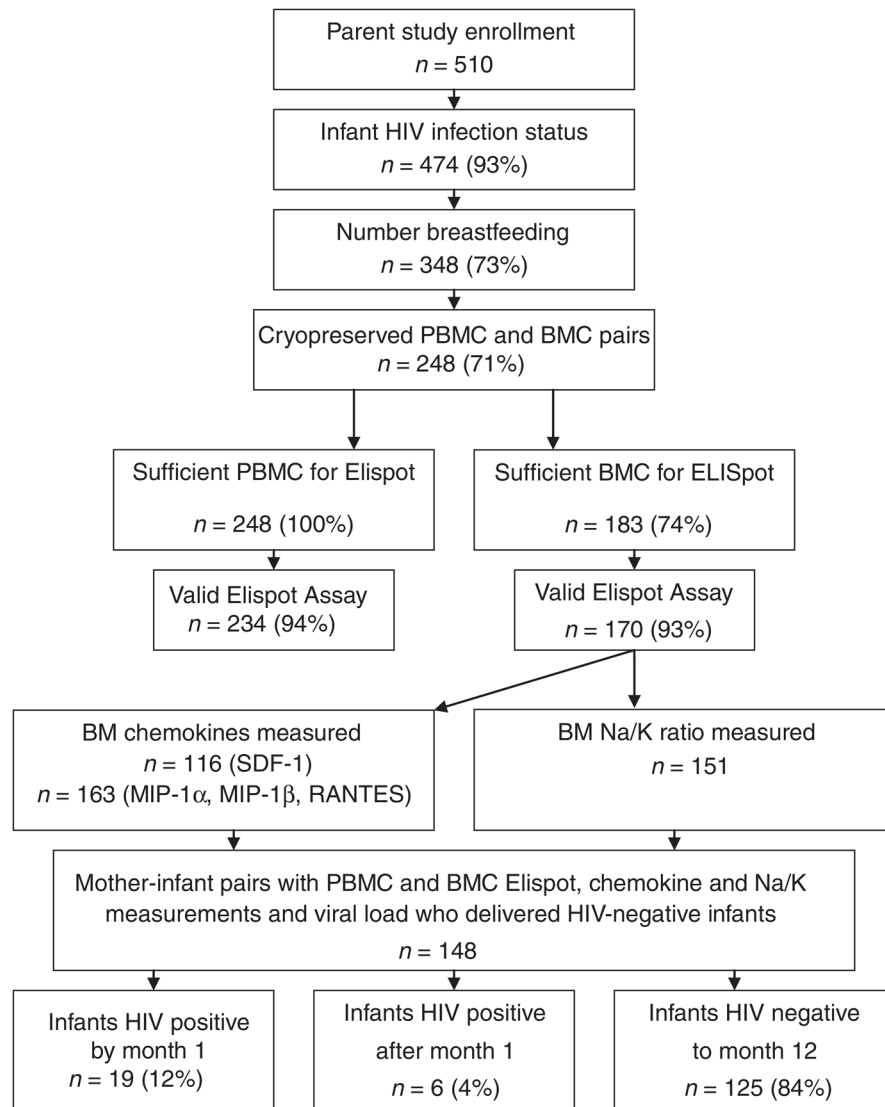 Parent study enrollment
n = 510
Infant HIV infection status
n = 474 (93%)
Number breastfeeding
n = 348 (73%)
Cryopreserved PBMC and BMC pairs
n = 248 (71%)
Sufficient PBMC for Elispot
n = 248 (100%)
Sufficient BMC for ELISpot
n = 183 (74%)
Valid Elispot Assay
n = 234 (94%)
Valid Elispot Assay
n = 170 (93%)
BM chemokines measured
n = 116 (SDF-1)
n = 163 (MIP-1α, MIP-1β, RANTES)
BM Na/K ratio measured
n = 151
Mother-infant pairs with PBMC and BMC Elispot, chemokine and Na/K
measurements and viral load who delivered HIV-negative infants
n = 148
Infants HIV positive
by month 1
n = 19 (12%)
Infants HIV positive
after month 1
n = 6 (4%)
Infants HIV negative
to month 12
n = 125 (84%)